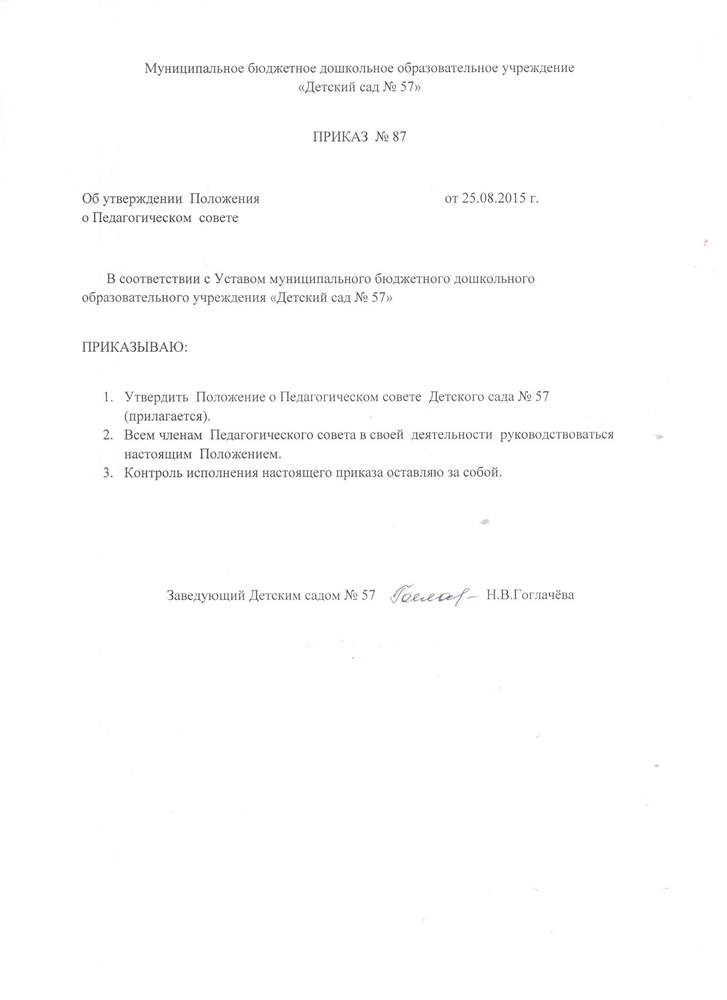 Муниципальное бюджетное дошкольное образовательное учреждение
«Детский сад № 57»
ПРИКАЗ № 87
Об утверждении Положения от 25.08.2015 г.
о Педагогическом совете
В соответствии с Уставом муниципального бюджетного дошкольного
образовательного учреждения «Детский сад № 57»
ПРИКАЗЫВАЮ:
1. Утвердить Положение о Педагогическом совете Детского сада № 57
(прилагается).
2. Всем членам Педагогического совета в своей деятельности руководствоваться
настоящим Положением.
3. Контроль исполнения настоящего приказа оставляю за собой.
Заведующий Детским садом № 57 Н.В.Гоглачёва